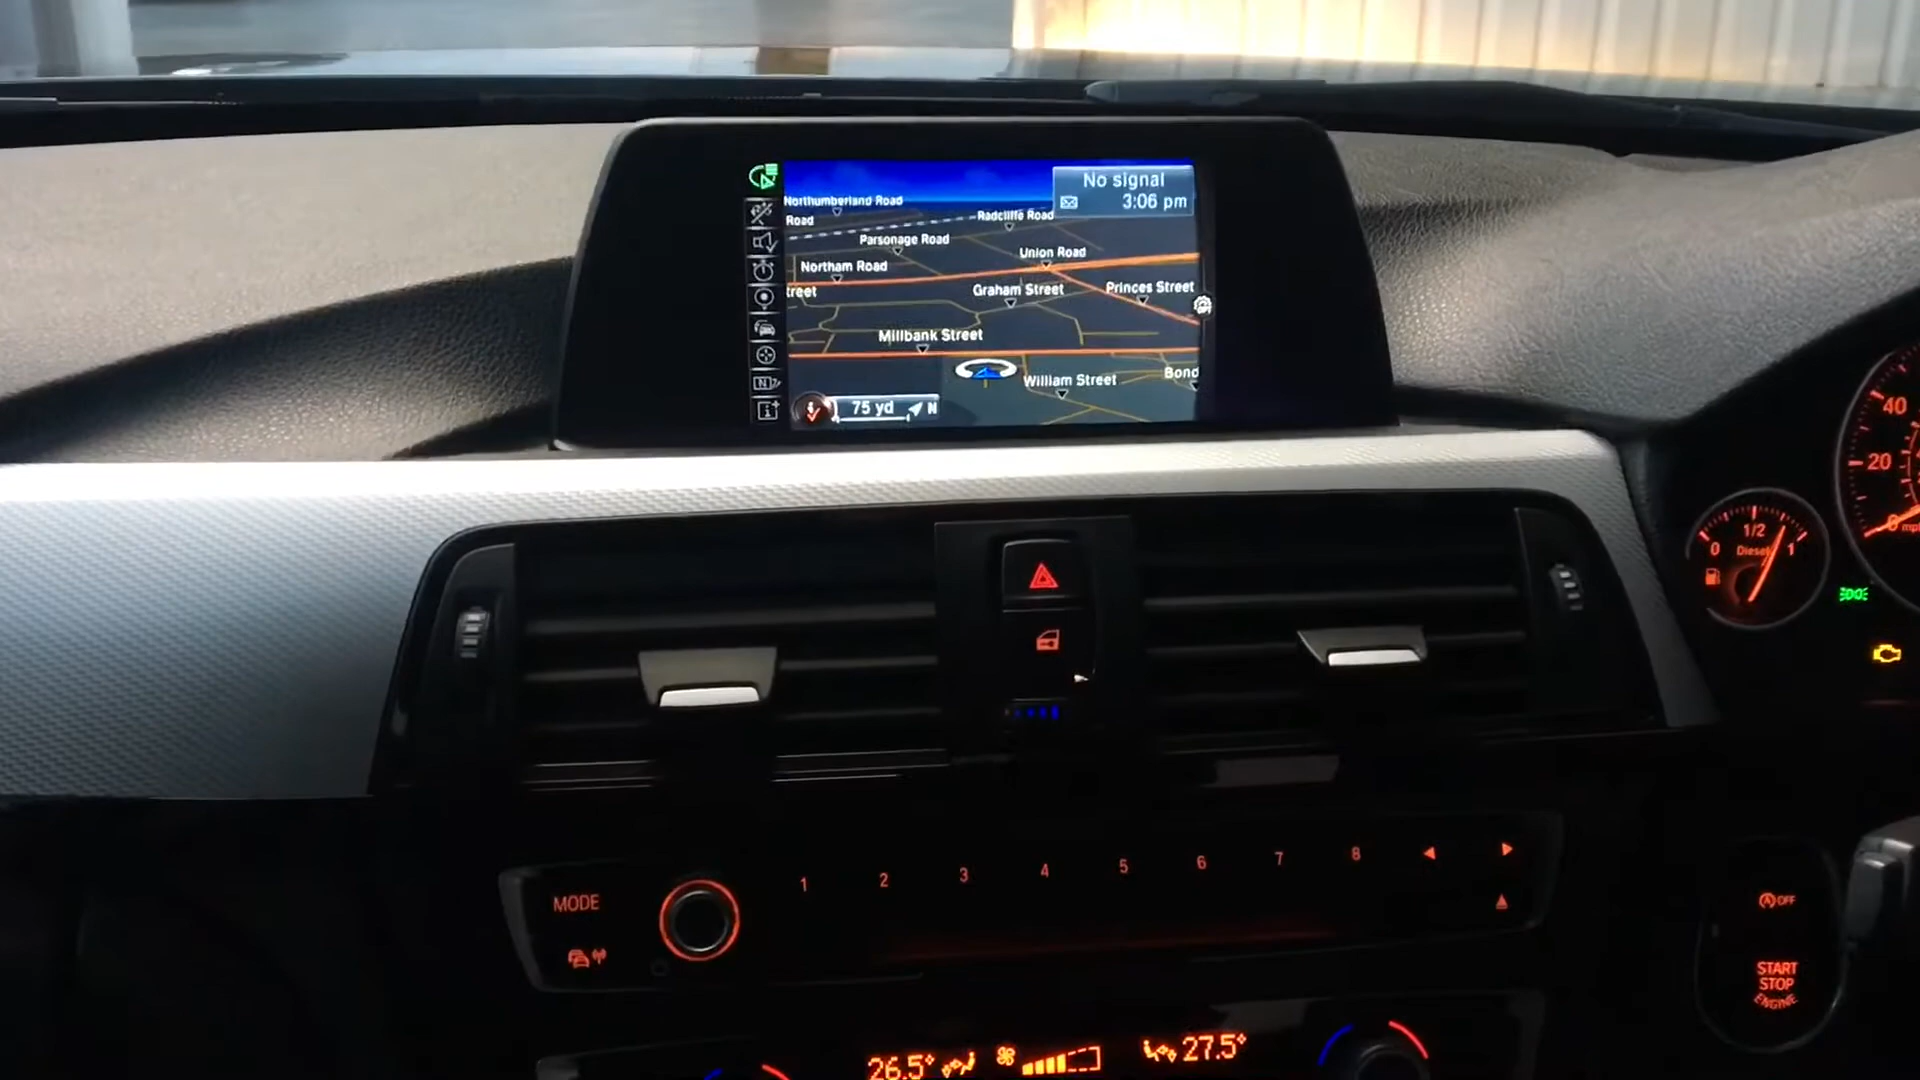 No signal
3:06 pm
Northumberland Road
Road
Radcliffe Road
Parsonage Road
Union Road
Northam Road
treet
Graham Street
Princes Street
Millbank Street
William Street
Bond
75 yd
N
40
20
0
mp
1/2
0
Diesel
1
MODE
1 2 3 4 5 6 7 8
OFF
START
STOP
ENGINE
26.5°
27.5°